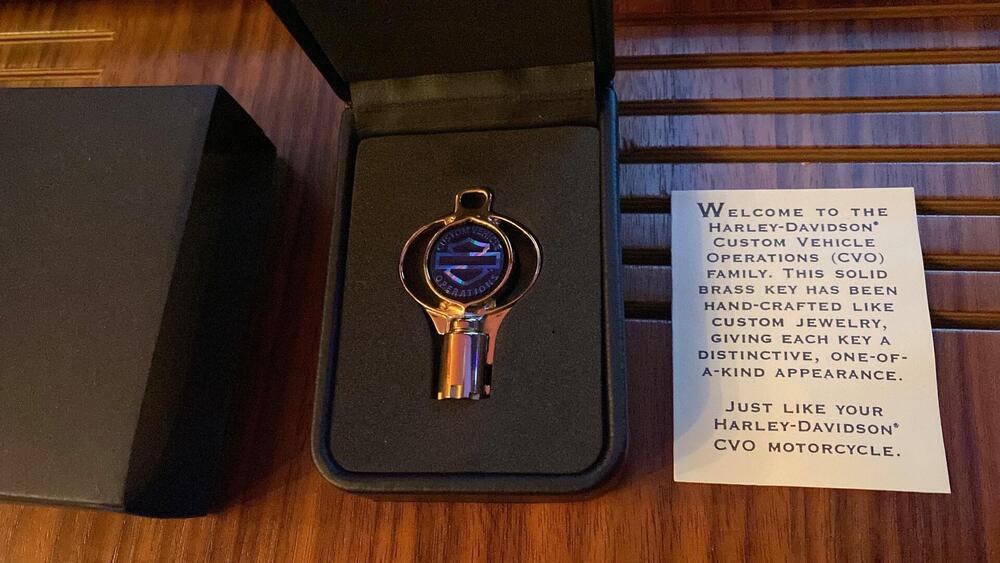 CUSTOM VEHICLE
OPERATIONS
WELCOME TO THE
HARLEY-DAVIDSON®
CUSTOM VEHICLE
OPERATIONS (CVO)
FAMILY. THIS SOLID
BRASS KEY HAS BEEN
HAND-CRAFTED LIKE
CUSTOM JEWELRY,
GIVING EACH KEY A
DISTINCTIVE, ONE-OF-
A-KIND APPEARANCE.
JUST LIKE YOUR
HARLEY-DAVIDSON®
CVO MOTORCYCLE.